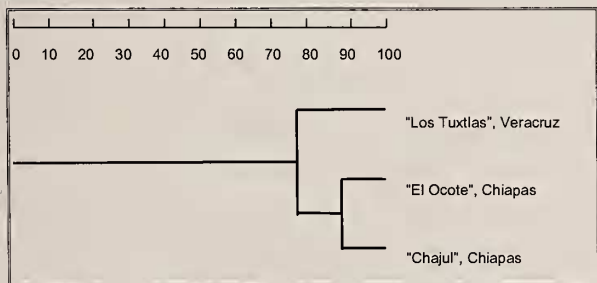 0 10 20 30 40 50 60 70 80 90 100
"Los Tuxtlas", Veracruz
"El Ocote", Chiapas
"Chajul", Chiapas